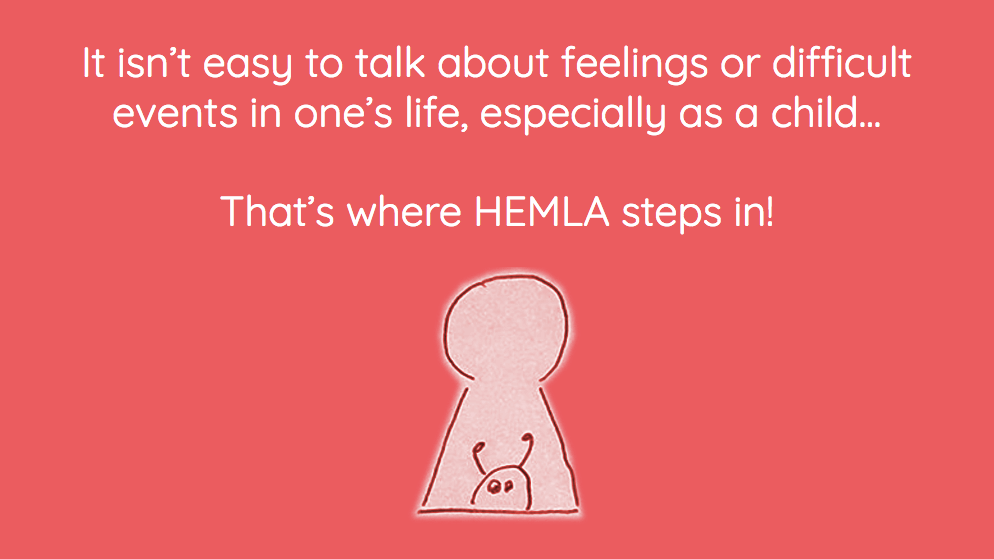 It isn’t easy to talk about feelings or difficult
events in one’s life, especially as a child...
That’s where HEMLA steps in!